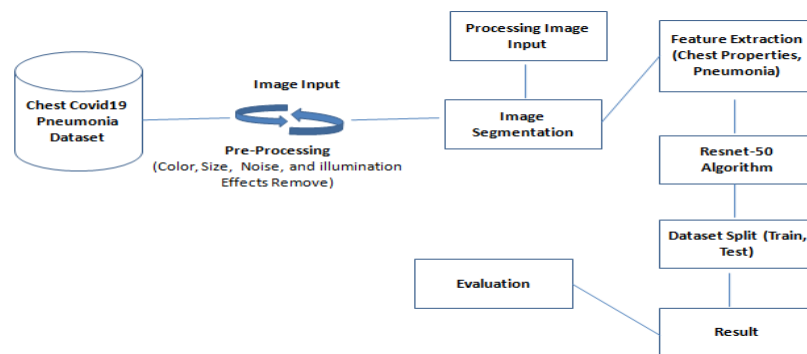 Chest Covid19
Pneumonia
Dataset
Image Input
Pre-Processing
(Color, Size, Noise, and illumination
Effects Remove)
Processing Image
Input
Image
Segmentation
Feature Extraction
(Chest Properties,
Pneumonia)
Resnet-50
Algorithm
Dataset Split (Train,
Test)
Result
Evaluation